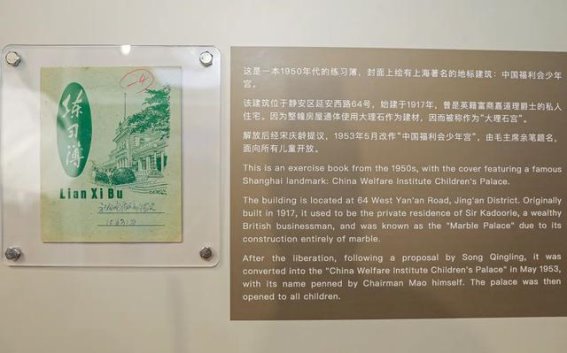 练习簿
Lian Xi Bu
这是一本1950年代的练习薄，封面上绘有上海著名的地标建筑：中国福利会少年
宫。
该建筑位于静安区延安西路64号，始建于1917年，曾是英籍富商嘉道理爵士的私人
住宅。因为整幢房屋通体使用大理石作为建材，因而被称作“大理石宫”。
解放后经宋庆龄提议，1953年5月改作“中国福利会少年宫”，由毛主席亲笔题名，
面向所有儿童开放。
This is an exercise book from the 1950s, with the cover featuring a famous
Shanghai landmark: China Welfare Institute Children's Palace.
The building is located at 64 West Yan'an Road, Jing'an District. Originally
built in 1917, it used to be the private residence of Sir Kadoorie, a wealthy
British businessman, and was known as the "Marble Palace" due to its
construction entirely of marble.
After the liberation, following a proposal by Song Qingling, it was
converted into the "China Welfare Institute Children's Palace" in May 1953,
with its name penned by Chairman Mao himself. The palace was then
opened to all children.